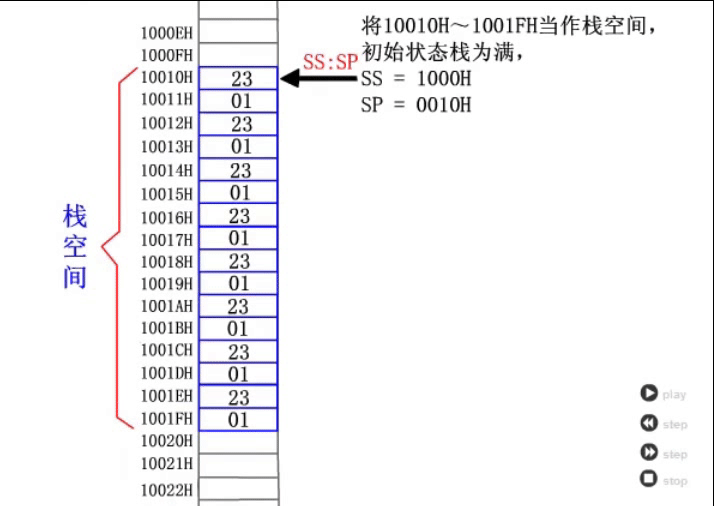 将10010H～1001FH当作栈空间，
初始状态栈为满，
SS = 1000H
SP = 0010H
SS:SP
栈空间
1000EH
1000FH
10010H 23
10011H 01
10012H 23
10013H 01
10014H 23
10015H 01
10016H 23
10017H 01
10018H 23
10019H 01
1001AH 23
1001BH 01
1001CH 23
1001DH 01
1001EH 23
1001FH 01
10020H
10021H
10022H
play
step
step
stop